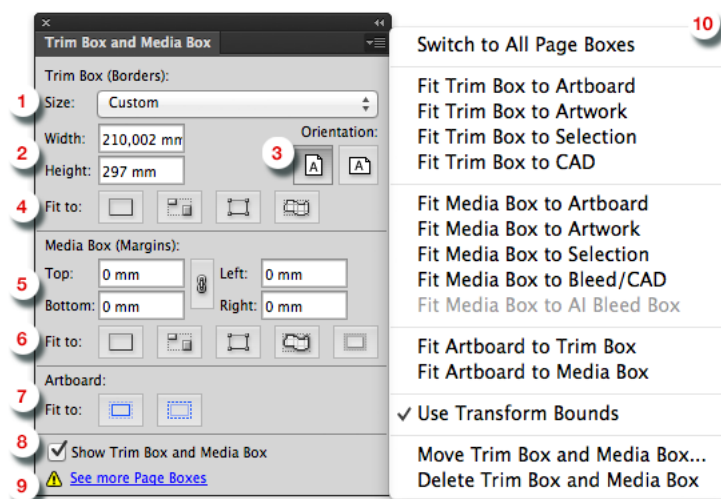 Trim Box and Media Box
Trim Box (Borders):
1 Size: Custom
2 Width: 210,002 mm
Height: 297 mm
3 Orientation:
A A
4 Fit to:
Media Box (Margins):
5 Top: 0 mm Left: 0 mm
Bottom: 0 mm Right: 0 mm
6 Fit to:
Artboard:
7 Fit to:
8 Show Trim Box and Media Box
9 See more Page Boxes
10
Switch to All Page Boxes
Fit Trim Box to Artboard
Fit Trim Box to Artwork
Fit Trim Box to Selection
Fit Trim Box to CAD
Fit Media Box to Artboard
Fit Media Box to Artwork
Fit Media Box to Selection
Fit Media Box to Bleed/CAD
Fit Media Box to AI Bleed Box
Fit Artboard to Trim Box
Fit Artboard to Media Box
✓ Use Transform Bounds
Move Trim Box and Media Box...
Delete Trim Box and Media Box